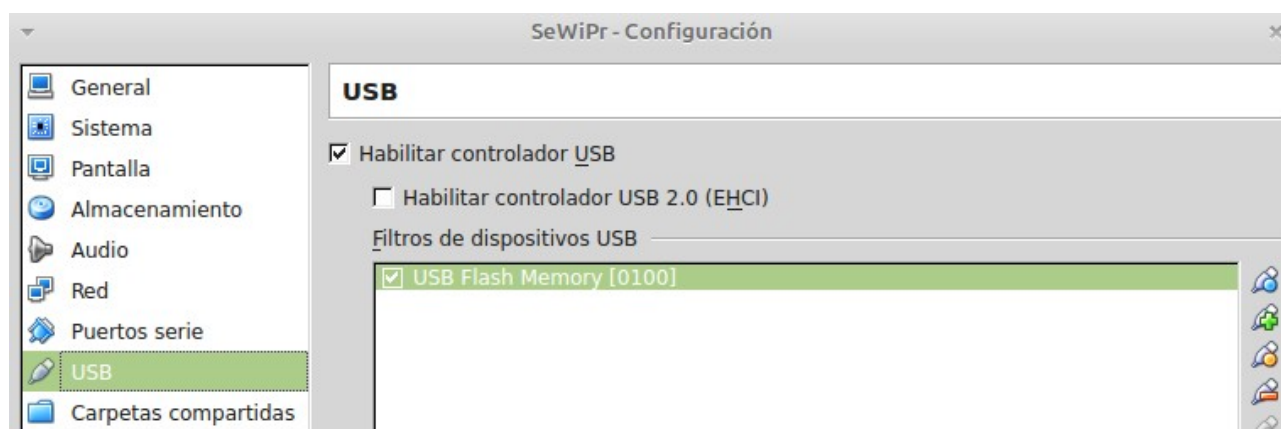 SeWiPr - Configuración
General
Sistema
Pantalla
Almacenamiento
Audio
Red
Puertos serie
USB
Carpetas compartidas
USB
Habilitar controlador USB
Habilitar controlador USB 2.0 (EHCI)
Filtros de dispositivos USB
USB Flash Memory [0100]